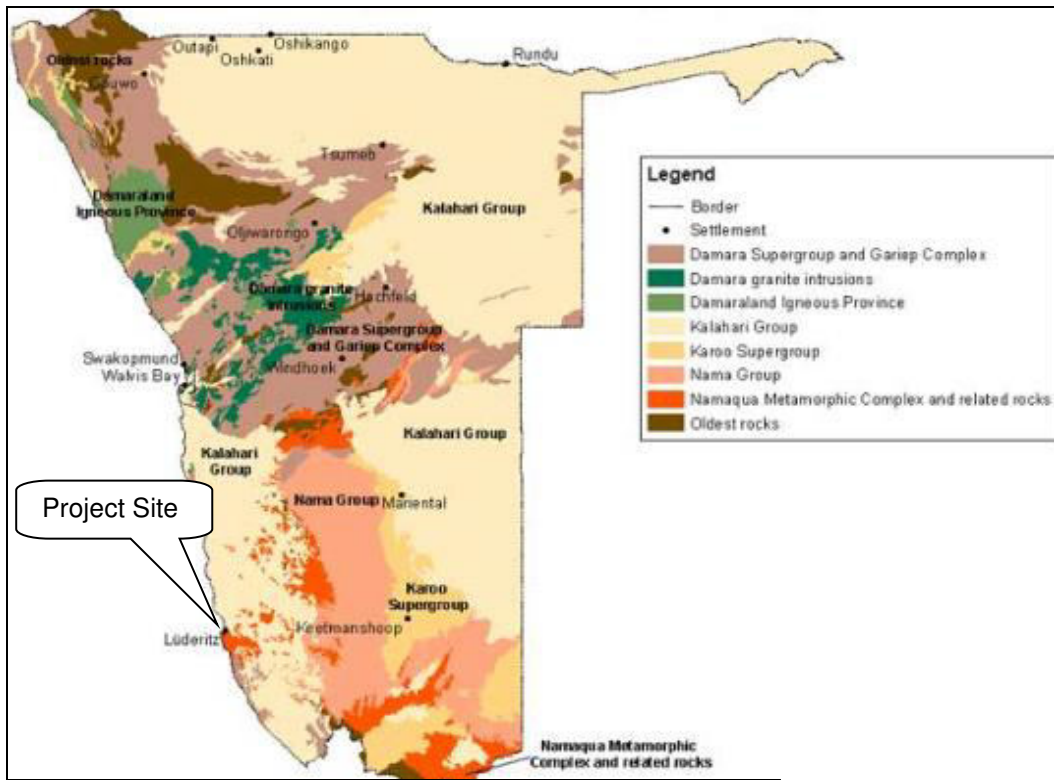 Outapi
Oshikango
Oshkati
Rundu
Oldest rocks
Opuwo
Tsumeb
Damaraland
Igneous Province
Kalahari Group
Otjiwarongo
Damara granite
intrusions
Hochfeld
Damara Supergroup
and Gariep Complex
Windhoek
Swakopmund
Walvis Bay
Kalahari Group
Kalahari
Group
Nama Group
Mariental
Project Site
Karoo
Supergroup
Keetmanshoop
Lüderitz
Namaqua Metamorphic
Complex and related rocks
Legend
Border
Settlement
Damara Supergroup and Gariep Complex
Damara granite intrusions
Damaraland Igneous Province
Kalahari Group
Karoo Supergroup
Nama Group
Namaqua Metamorphic Complex and related rocks
Oldest rocks